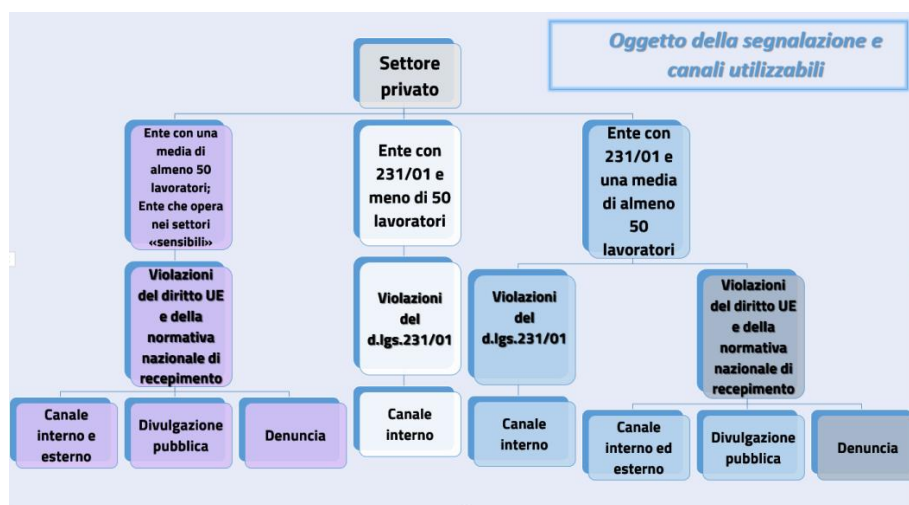 Oggetto della segnalazione e
canali utilizzabili
Settore
privato
Ente con una
media di
almeno 50
lavoratori;
Ente che opera
nei settori
«sensibili»
Ente con
231/01 e
meno di 50
lavoratori
Ente con
231/01 e
una media
di almeno
50
lavoratori
Violazioni
del diritto UE
e della
normativa
nazionale di
recepimento
Violazioni
del
d.lgs.231/01
Violazioni
del
d.lgs.231/01
Violazioni
del diritto UE
e della
normativa
nazionale di
recepimento
Canale
interno e
esterno
Divulgazione
pubblica
Denuncia
Canale
interno
Canale
interno
Canale
interno ed
esterno
Divulgazione
pubblica
Denuncia